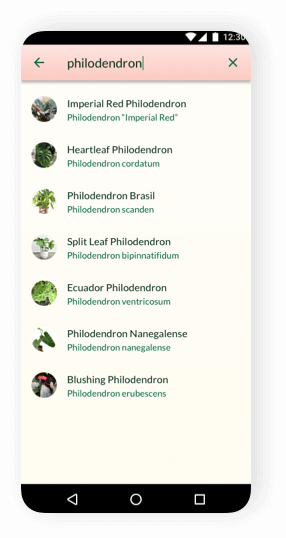 12:30
philodendron
Imperial Red Philodendron
Philodendron "Imperial Red"
Heartleaf Philodendron
Philodendron cordatum
Philodendron Brasil
Philodendron scanden
Split Leaf Philodendron
Philodendron bipinnatifidum
Ecuador Philodendron
Philodendron ventricosum
Philodendron Nanegalense
Philodendron nanegalense
Blushing Philodendron
Philodendron erubescens